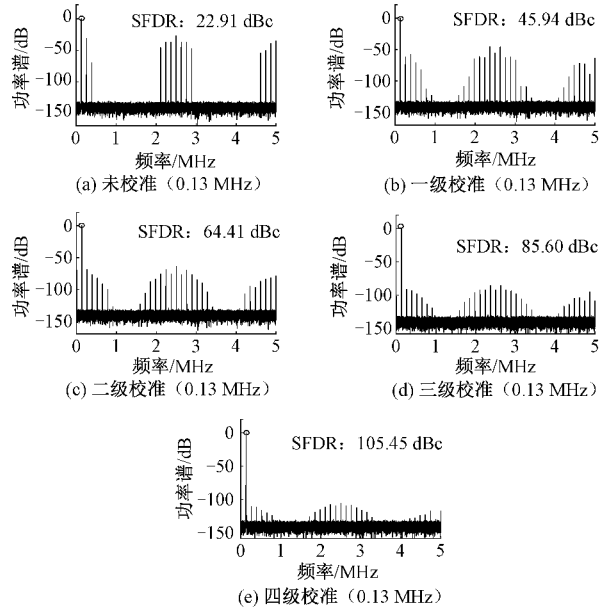 SFDR：22.91 dBc
功率谱/dB
0
−50
−100
−150
0 1 2 3 4 5
频率/MHz
(a) 未校准（0.13 MHz）
SFDR：45.94 dBc
功率谱/dB
0
−50
−100
−150
0 1 2 3 4 5
频率/MHz
(b) 一级校准（0.13 MHz）
SFDR：64.41 dBc
功率谱/dB
0
−50
−100
−150
0 1 2 3 4 5
频率/MHz
(c) 二级校准（0.13 MHz）
SFDR：85.60 dBc
功率谱/dB
0
−50
−100
−150
0 1 2 3 4 5
频率/MHz
(d) 三级校准（0.13 MHz）
SFDR：105.45 dBc
功率谱/dB
0
−50
−100
−150
0 1 2 3 4 5
频率/MHz
(e) 四级校准（0.13 MHz）